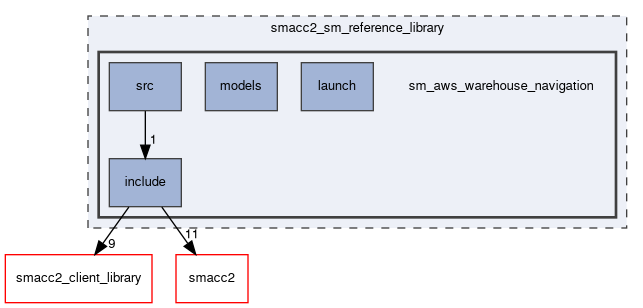 smacc2_sm_reference_library
src
models
launch
sm_aws_warehouse_navigation
1
include
9
11
smacc2_client_library
smacc2